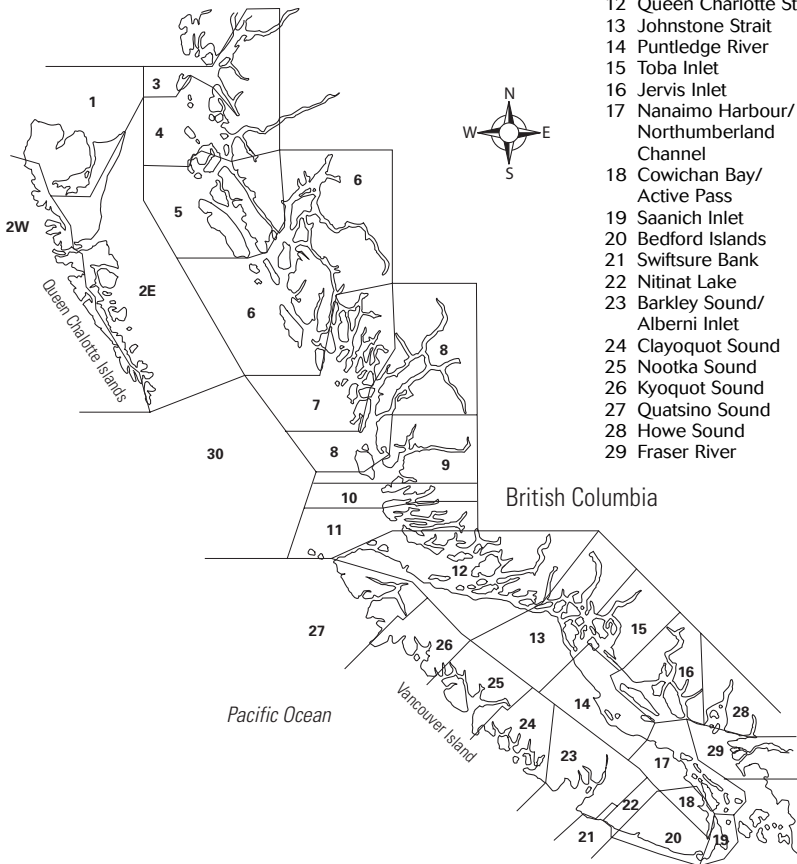 12 Queen Charlotte St
13 Johnstone Strait
14 Puntledge River
15 Toba Inlet
16 Jervis Inlet
17 Nanaimo Harbour/
Northumberland
Channel
18 Cowichan Bay/
Active Pass
19 Saanich Inlet
20 Bedford Islands
21 Swiftsure Bank
22 Nitinat Lake
23 Barkley Sound/
Alberni Inlet
24 Clayoquot Sound
25 Nootka Sound
26 Kyoquot Sound
27 Quatsino Sound
28 Howe Sound
29 Fraser River
N
W
E
S
1
3
4
5
6
2W
2E
Queen Chalotte Islands
6
8
7
30
8
9
10
British Columbia
11
12
27
13
15
26
16
25
14
28
Pacific Ocean
Vancouver Island
24
29
23
17
22
18
21
20
19